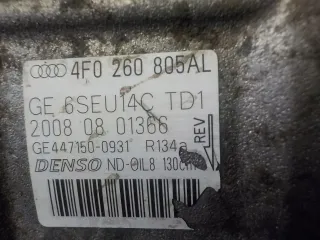 4F0 260 805AL
GE 6SEU14C TD1
2008 08 01366
GE447150-0931 R134a
REV
DENSO ND-OIL8 130cm